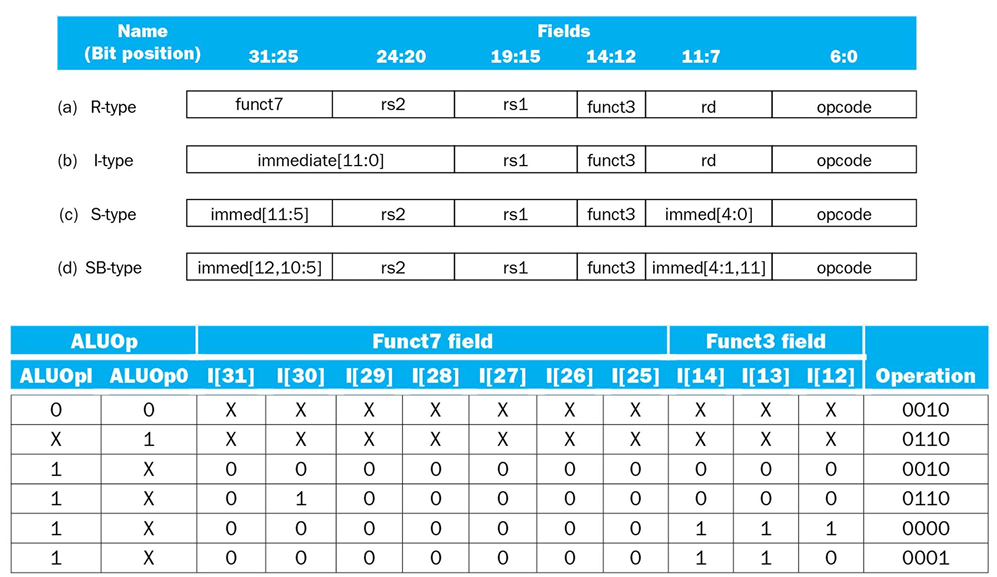 Name Fields
(Bit position) 31:25 24:20 19:15 14:12 11:7 6:0
(a) R-type funct7 rs2 rs1 funct3 rd opcode
(b) I-type immediate[11:0] rs1 funct3 rd opcode
(c) S-type immed[11:5] rs2 rs1 funct3 immed[4:0] opcode
(d) SB-type immed[12,10:5] rs2 rs1 funct3 immed[4:1,11] opcode
ALUOp Funct7 field Funct3 field
ALUOpI ALUOp0 I[31] I[30] I[29] I[28] I[27] I[26] I[25] I[14] I[13] I[12] Operation
0 0 X X X X X X X X X X 0010
X 1 X X X X X X X X X X 0110
1 X 0 0 0 0 0 0 0 0 0 0 0010
1 X 0 1 0 0 0 0 0 0 0 0 0110
1 X 0 0 0 0 0 0 0 1 1 1 0000
1 X 0 0 0 0 0 0 0 1 1 0 0001